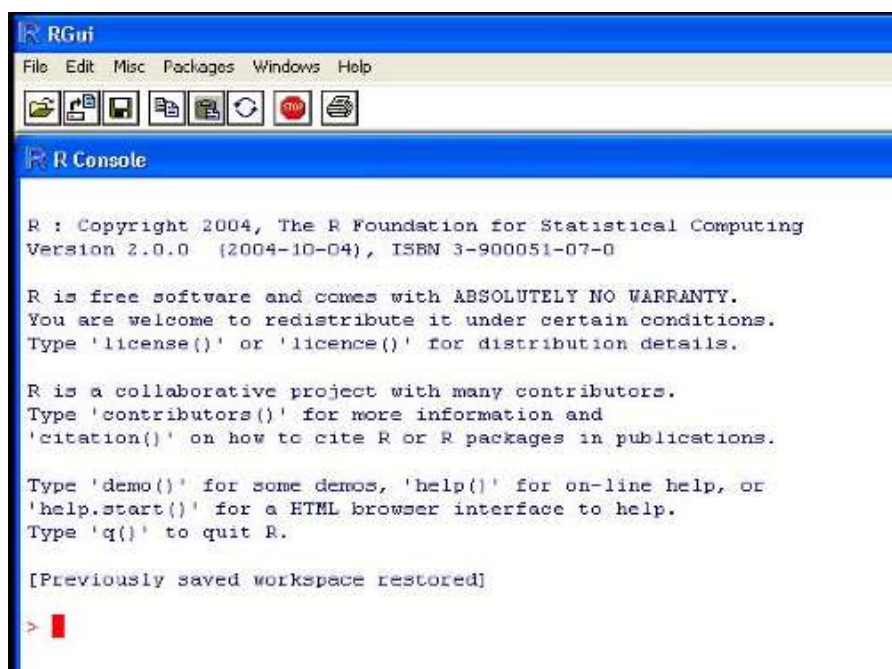 RGui
File Edit Misc Packages Windows Help
STOP
R Console
R : Copyright 2004, The R Foundation for Statistical Computing
Version 2.0.0 (2004-10-04), ISBN 3-900051-07-0
R is free software and comes with ABSOLUTELY NO WARRANTY.
You are welcome to redistribute it under certain conditions.
Type 'license()' or 'licence()' for distribution details.
R is a collaborative project with many contributors.
Type 'contributors()' for more information and
'citation()' on how to cite R or R packages in publications.
Type 'demo()' for some demos, 'help()' for on-line help, or
'help.start()' for a HTML browser interface to help.
Type 'q()' to quit R.
[Previously saved workspace restored]
>